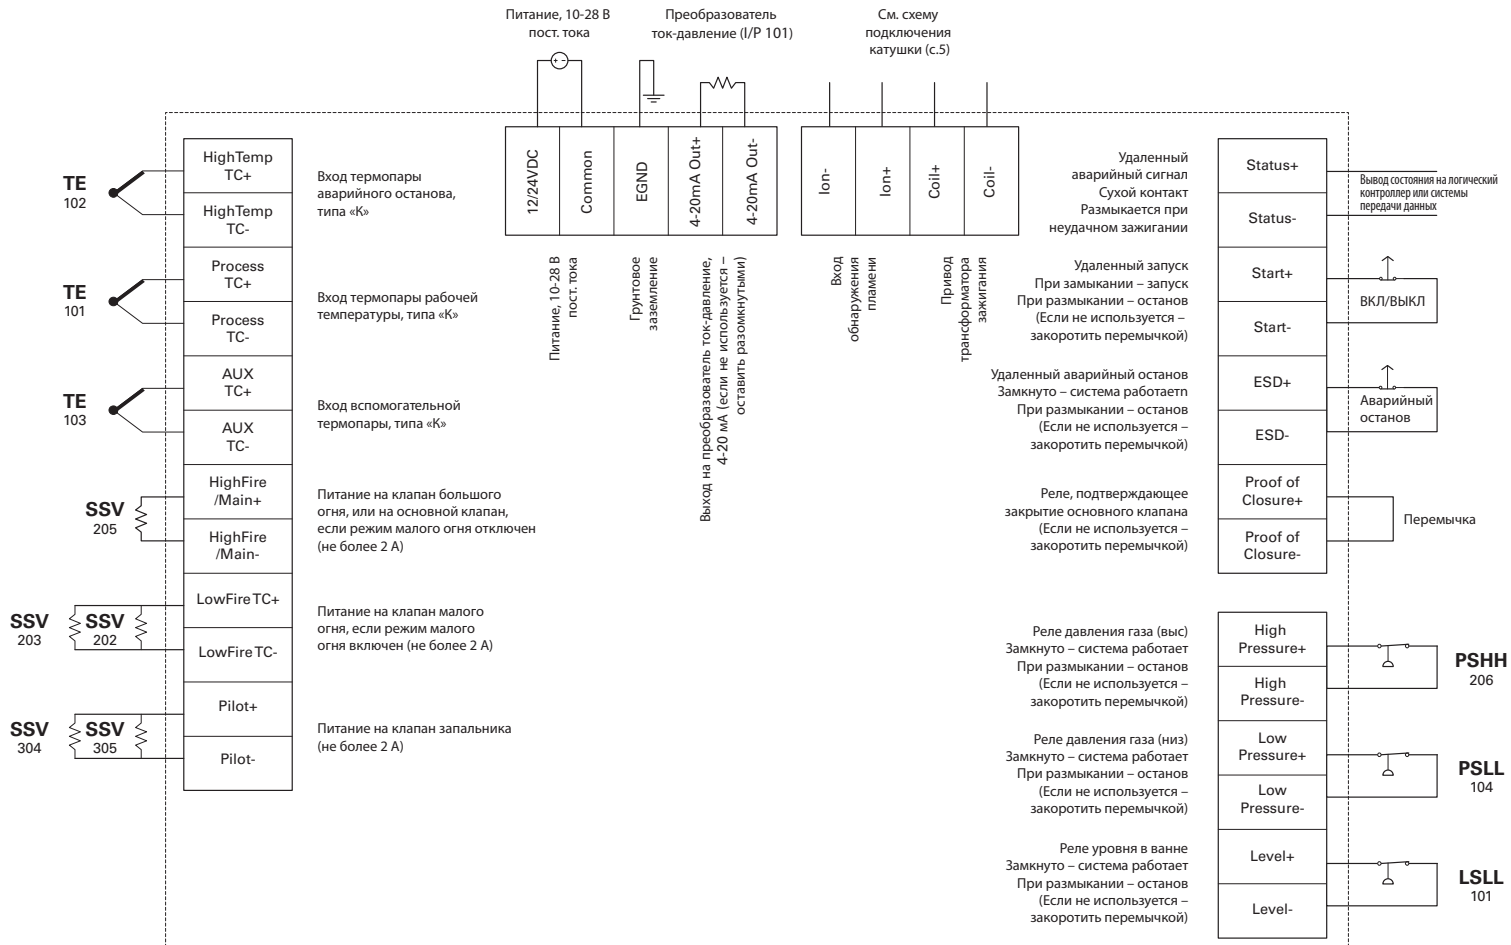 Питание, 10-28 В
пост. тока
Преобразователь
ток-давление (I/P 101)
См. схему
подключения
катушки (с.5)
12/24VDC
Common
EGND
4-20mA Out+
4-20mA Out-
Ion-
Ion+
Coil+
Coil-
Питание, 10-28 В
пост. тока
Грунтовое
заземление
Выход на преобразователь ток-давление,
4-20 мА (если не используется –
оставить разомкнутыми)
Вход
обнаружения
пламени
Привод
трансформатора
зажигания
TE
102
HighTemp
TC+
HighTemp
TC-
Вход термопары
аварийного останова,
типа «К»
TE
101
Process
TC+
Process
TC-
Вход термопары рабочей
температуры, типа «К»
TE
103
AUX
TC+
AUX
TC-
Вход вспомогательной
термопары, типа «К»
SSV
205
HighFire
/Main+
HighFire
/Main-
Питание на клапан большого
огня, или на основной клапан,
если режим малого огня отключен
(не более 2 А)
SSV
203
SSV
202
LowFire TC+
LowFire TC-
Питание на клапан малого
огня, если режим малого
огня включен (не более 2 А)
SSV
304
SSV
305
Pilot+
Pilot-
Питание на клапан запальника
(не более 2 А)
Удаленный
аварийный сигнал
Сухой контакт
Размыкается при
неудачном зажигании
Status+
Status-
Вывод состояния на логический
контроллер или системы
передачи данных
Удаленный запуск
При замыкании – запуск
При размыкании – останов
(Если не используется –
закоротить перемычкой)
Start+
Start-
ВКЛ/ВЫКЛ
Удаленный аварийный останов
Замкнуто – система работаетn
При размыкании – останов
(Если не используется –
закоротить перемычкой)
ESD+
ESD-
Аварийный
останов
Реле, подтверждающее
закрытие основного клапана
(Если не используется –
закоротить перемычкой)
Proof of
Closure+
Proof of
Closure-
Перемычка
Реле давления газа (выс)
Замкнуто – система работает
При размыкании – останов
(Если не используется –
закоротить перемычкой)
High
Pressure+
High
Pressure-
PSHH
206
Реле давления газа (низ)
Замкнуто – система работает
При размыкании – останов
(Если не используется –
закоротить перемычкой)
Low
Pressure+
Low
Pressure-
PSLL
104
Реле уровня в ванне
Замкнуто – система работает
При размыкании – останов
(Если не используется –
закоротить перемычкой)
Level+
Level-
LSLL
101